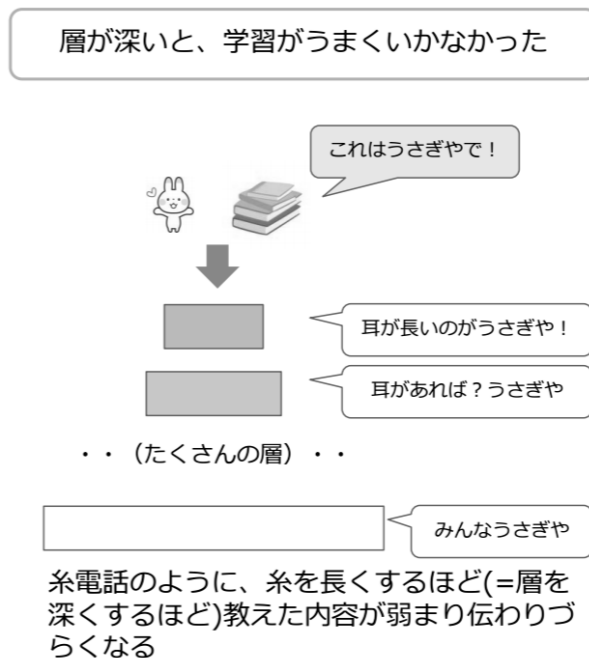 層が深いと、学習がうまくいかなかった
これはうさぎやで！
耳が長いのがうさぎや！
耳があれば？うさぎや
・・（たくさんの層）・・
みんなうさぎや
糸電話のように、糸を長くするほど(=層を
深くするほど)教えた内容が弱まり伝わりづ
らくなる